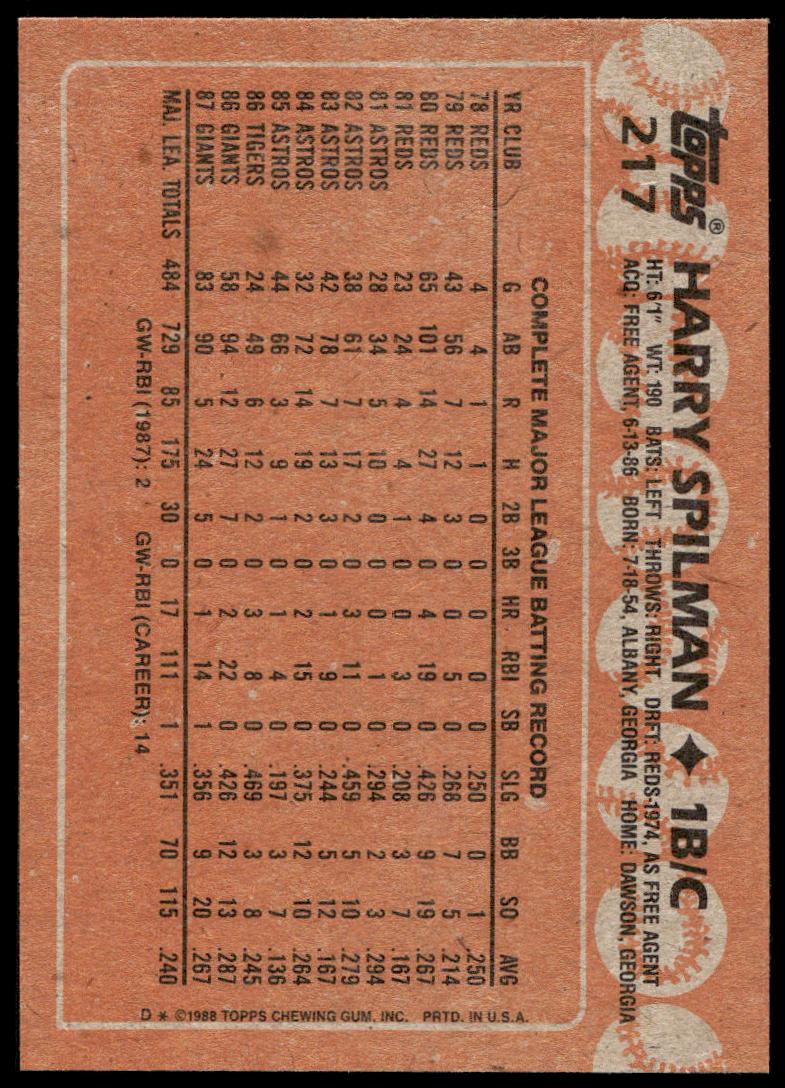 topps® HARRY SPILMAN ✦ 1B/C
217 HT: 6'1" WT: 190 BATS: LEFT THROWS: RIGHT DRFT: REDS-1974, AS FREE AGENT
ACQ: FREE AGENT, 6-13-86 BORN: 7-18-54, ALBANY, GEORGIA HOME: DAWSON, GEORGIA
COMPLETE MAJOR LEAGUE BATTING RECORD
YR CLUB G AB R H 2B 3B HR RBI SB SLG BB SO AVG
78 REDS 4 4 1 1 0 0 0 0 0 .250 0 1 .250
79 REDS 43 56 7 12 3 0 0 5 0 .268 7 5 .214
80 REDS 65 101 14 27 4 0 4 19 0 .426 9 19 .267
81 REDS 23 24 4 4 1 0 0 3 0 .208 3 7 .167
81 ASTROS 28 34 5 10 0 0 0 1 0 .294 2 3 .294
82 ASTROS 38 61 7 17 2 0 3 11 0 .459 5 10 .279
83 ASTROS 42 78 7 13 3 0 1 9 0 .244 5 12 .167
84 ASTROS 32 72 14 19 2 0 2 15 0 .375 12 10 .264
85 ASTROS 44 66 3 9 1 0 1 4 0 .197 3 7 .136
86 TIGERS 24 49 6 12 2 0 3 8 0 .469 3 8 .245
86 GIANTS 58 94 12 27 7 0 2 22 0 .426 12 13 .287
87 GIANTS 83 90 5 24 5 0 1 14 1 .356 9 20 .267
MAJ. LEA. TOTALS 484 729 85 175 30 0 17 111 1 .351 70 115 .240
GW-RBI (1987): 2 GW-RBI (CAREER): 14
D * ©1988 TOPPS CHEWING GUM, INC. PRTD. IN U.S.A.